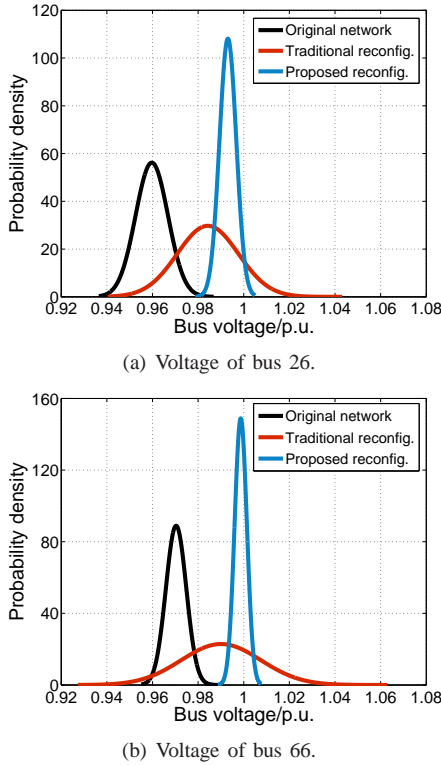 120
100
80
60
40
20
0
Probability density
Original network
Traditional reconfig.
Proposed reconfig.
0.92 0.94 0.96 0.98 1 1.02 1.04 1.06 1.08
Bus voltage/p.u.
(a) Voltage of bus 26.
160
120
80
40
0
Probability density
Original network
Traditional reconfig.
Proposed reconfig.
0.92 0.94 0.96 0.98 1 1.02 1.04 1.06 1.08
Bus voltage/p.u.
(b) Voltage of bus 66.